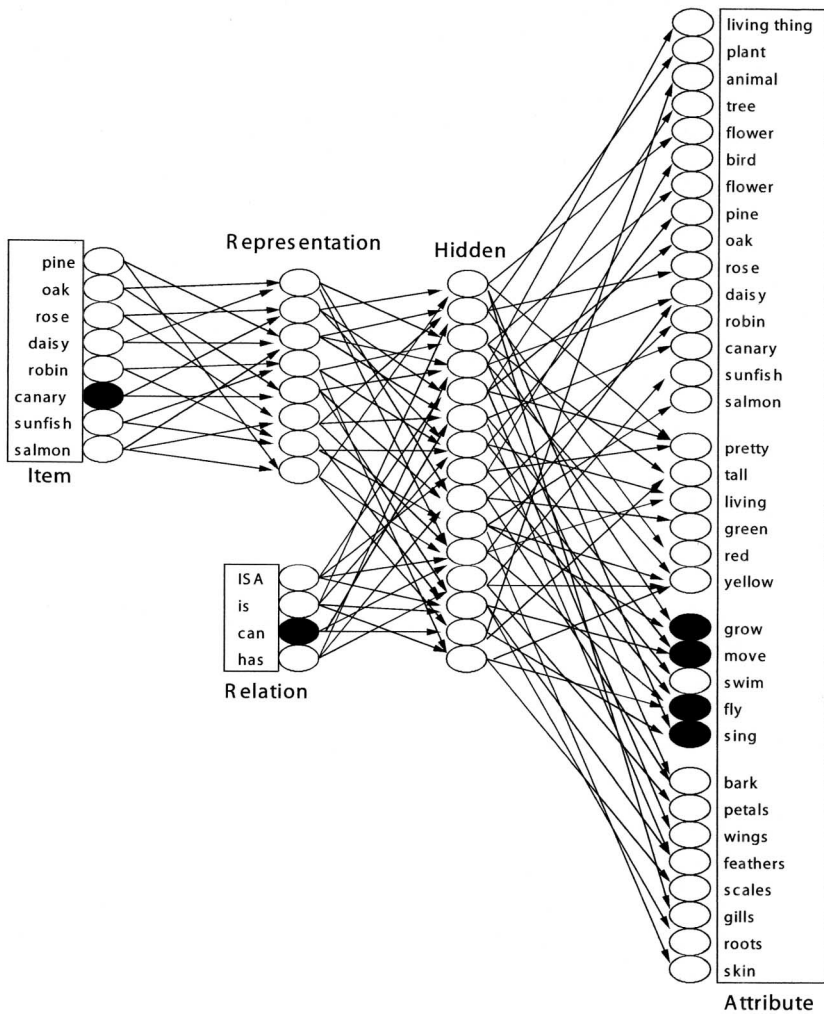 Representation
Hidden
pine
oak
rose
daisy
robin
canary
sunfish
salmon
Item
ISA
is
can
has
Relation
living thing
plant
animal
tree
flower
bird
flower
pine
oak
rose
daisy
robin
canary
sunfish
salmon
pretty
tall
living
green
red
yellow
grow
move
swim
fly
sing
bark
petals
wings
feathers
scales
gills
roots
skin
Attribute